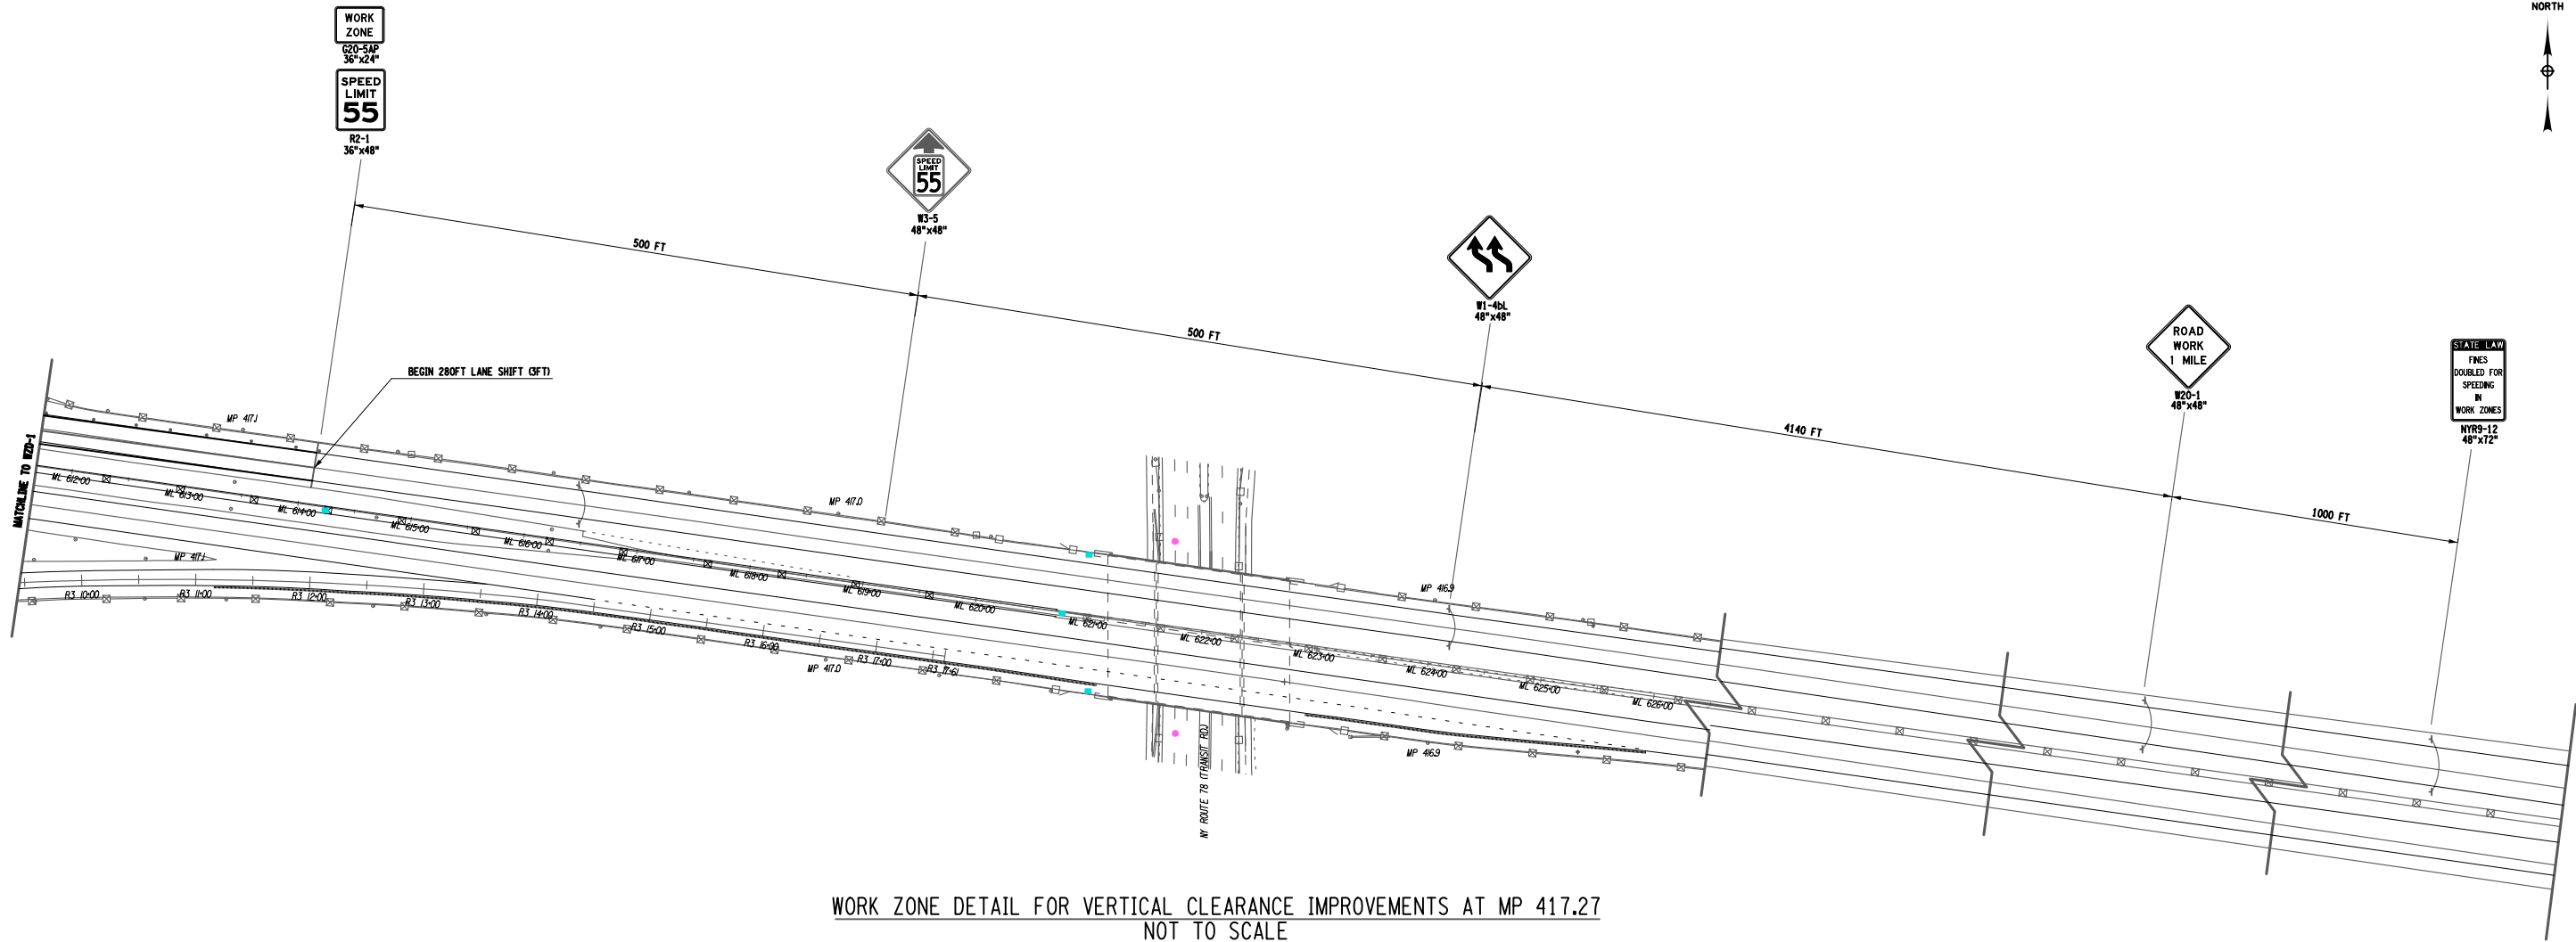 NORTH
WORK
ZONE
G20-5AP
36"x24"
SPEED
LIMIT
55
R2-1
36"x48"
SPEED
LIMIT
55
W3-5
48"x48"
W1-4bL
48"x48"
ROAD
WORK
1 MILE
W20-1
48"x48"
STATE LAW
FINES
DOUBLED FOR
SPEEDING
IN
WORK ZONES
NYR9-12
48"x72"
500 FT
500 FT
4140 FT
1000 FT
BEGIN 280FT LANE SHIFT (3FT)
MATCHLINE TO WZD-1
MP 417.1
MP 417.0
MP 416.9
ML 612+00
ML 613+00
ML 614+00
ML 615+00
ML 616+00
ML 617+00
ML 618+00
ML 619+00
ML 620+00
ML 621+00
ML 622+00
ML 623+00
ML 624+00
ML 625+00
ML 626+00
MP 417.1
R3 10+00
R3 11+00
R3 12+00
R3 13+00
R3 14+00
R3 15+00
R3 16+00
R3 17+00
R3 17+61
MP 417.0
MP 416.9
NY ROUTE 78 (TRANSIT RD.)
WORK ZONE DETAIL FOR VERTICAL CLEARANCE IMPROVEMENTS AT MP 417.27
NOT TO SCALE